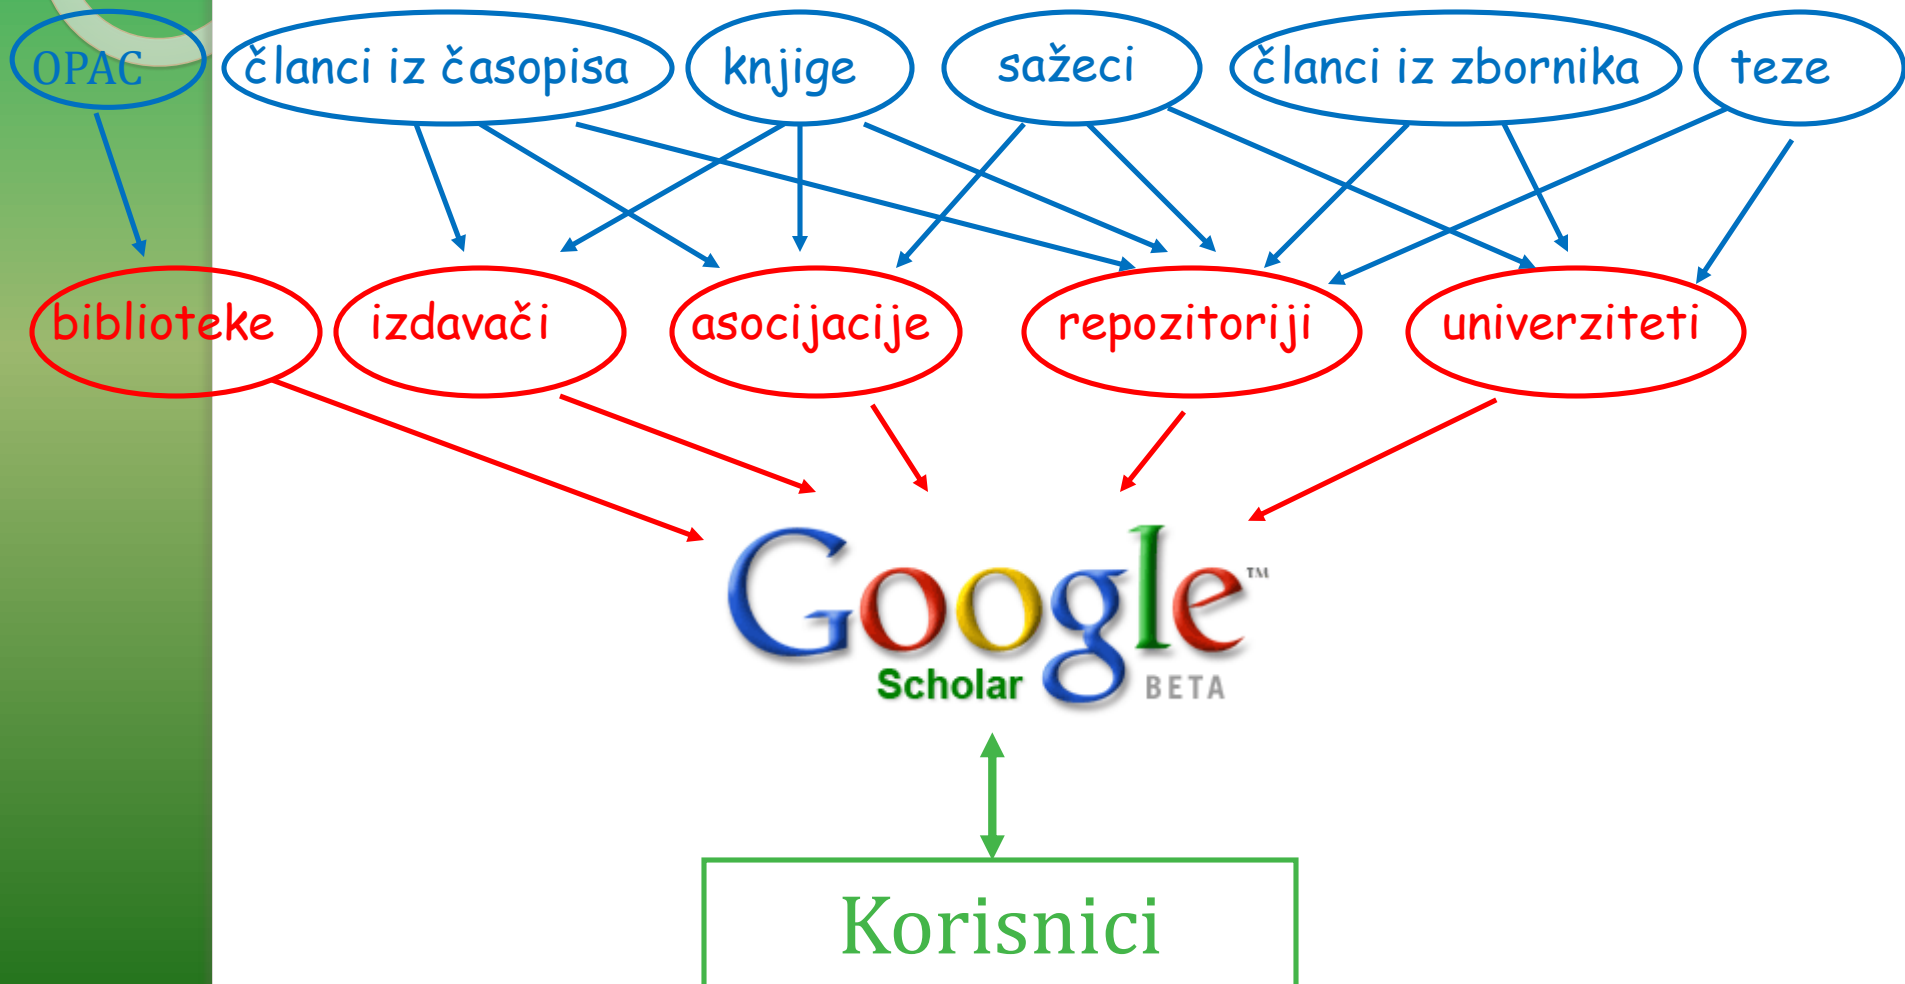 OPAC
članci iz časopisa
knjige
sažeci
članci iz zbornika
teze
biblioteke
izdavači
asocijacije
repozitoriji
univerziteti
Google™
Scholar BETA
Korisnici